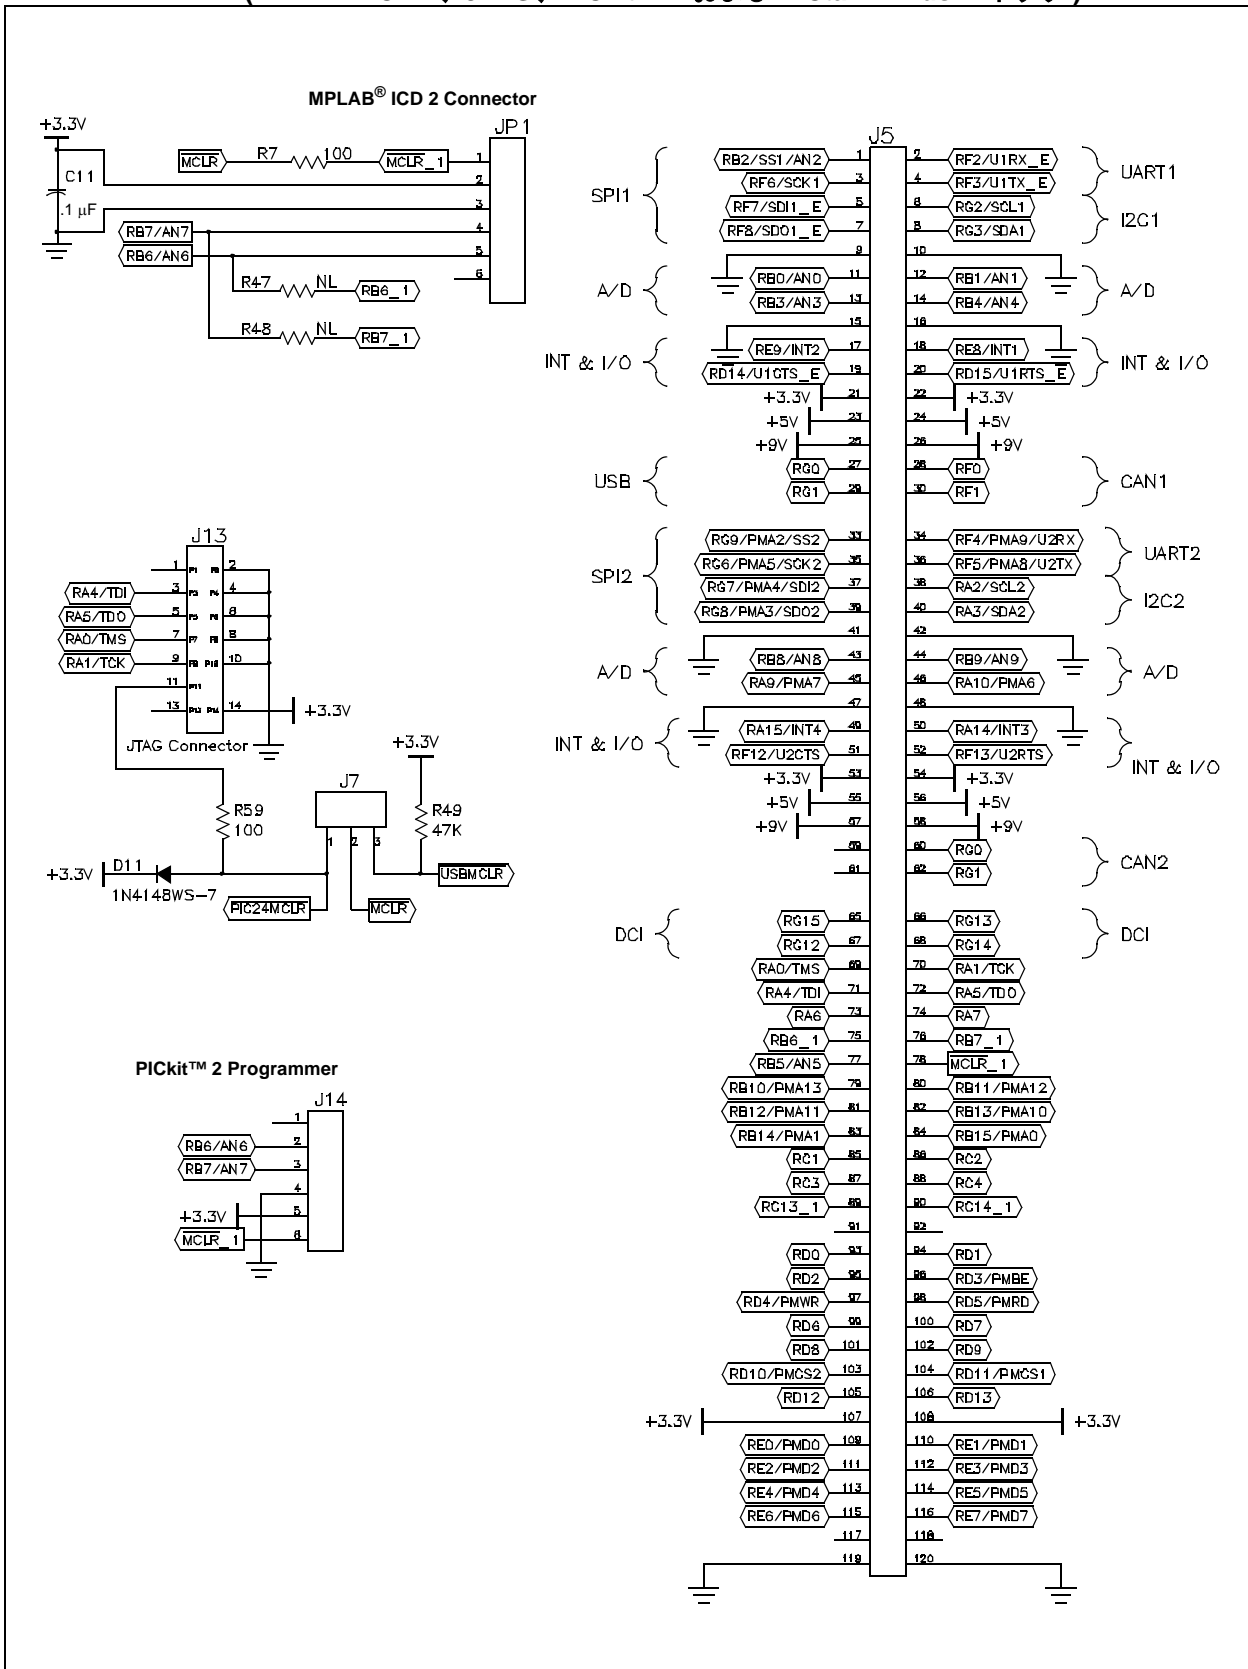 MPLAB® ICD 2 Connector
+3.3V
C11
.1 µF
MCLR
R7
100
MCLR_1
JP1
1
2
3
4
5
6
RB7/AN7
RB6/AN6
R47
NL
RB6_1
R48
NL
RB7_1
J13
1 P1 P2 2
RA4/TDI 3 P3 P4 4
RA5/TDO 5 P5 P6 6
RA0/TMS 7 P7 P8 8
RA1/TCK 9 P9 P10 10
11 P11
13 P13 P14 14 +3.3V
JTAG Connector
+3.3V
J7
R59
100
R49
47K
1 2 3
+3.3V
D11
1N4148WS-7
USBMCLR
PIC24MCLR
MCLR
PICkit™ 2 Programmer
J14
1
RB6/AN6 2
RB7/AN7 3
4
+3.3V 5
MCLR_1 6
J5
SPI1
UART1
I2C1
RB2/SS1/AN2 1 2 RF2/U1RX_E
RF6/SCK1 3 4 RF3/U1TX_E
RF7/SDI1_E 5 6 RG2/SCL1
RF8/SDO1_E 7 8 RG3/SDA1
9 10
A/D
A/D
RB0/AN0 11 12 RB1/AN1
RB3/AN3 13 14 RB4/AN4
15 16
INT & I/O
INT & I/O
RE9/INT2 17 18 RE8/INT1
RD14/U1CTS_E 19 20 RD15/U1RTS_E
+3.3V 21 22 +3.3V
+5V 23 24 +5V
+9V 25 26 +9V
USB
CAN1
RG0 27 28 RF0
RG1 29 30 RF1
SPI2
UART2
I2C2
RG9/PMA2/SS2 33 34 RF4/PMA9/U2RX
RG6/PMA5/SCK2 35 36 RF5/PMA8/U2TX
RG7/PMA4/SDI2 37 38 RA2/SCL2
RG8/PMA3/SDO2 39 40 RA3/SDA2
41 42
A/D
A/D
RB8/AN8 43 44 RB9/AN9
RA9/PMA7 45 46 RA10/PMA6
47 48
INT & I/O
INT & I/O
RA15/INT4 49 50 RA14/INT3
RF12/U2CTS 51 52 RF13/U2RTS
+3.3V 53 54 +3.3V
+5V 55 56 +5V
+9V 57 58 +9V
59 60 RG0
61 62 RG1
CAN2
DCI
DCI
RG15 65 66 RG13
RG12 67 68 RG14
RA0/TMS 69 70 RA1/TCK
RA4/TDI 71 72 RA5/TDO
RA6 73 74 RA7
RB6_1 75 76 RB7_1
RB5/AN5 77 78 MCLR_1
RB10/PMA13 79 80 RB11/PMA12
RB12/PMA11 81 82 RB13/PMA10
RB14/PMA1 83 84 RB15/PMA0
RC1 85 86 RC2
RC3 87 88 RC4
RC13_1 89 90 RC14_1
91 92
RD0 93 94 RD1
RD2 95 96 RD3/PMBE
RD4/PMWR 97 98 RD5/PMRD
RD6 99 100 RD7
RD8 101 102 RD9
RD10/PMCS2 103 104 RD11/PMCS1
RD12 105 106 RD13
+3.3V 107 108 +3.3V
RE0/PMD0 109 110 RE1/PMD1
RE2/PMD2 111 112 RE3/PMD3
RE4/PMD4 113 114 RE5/PMD5
RE6/PMD6 115 116 RE7/PMD7
117 118
119 120